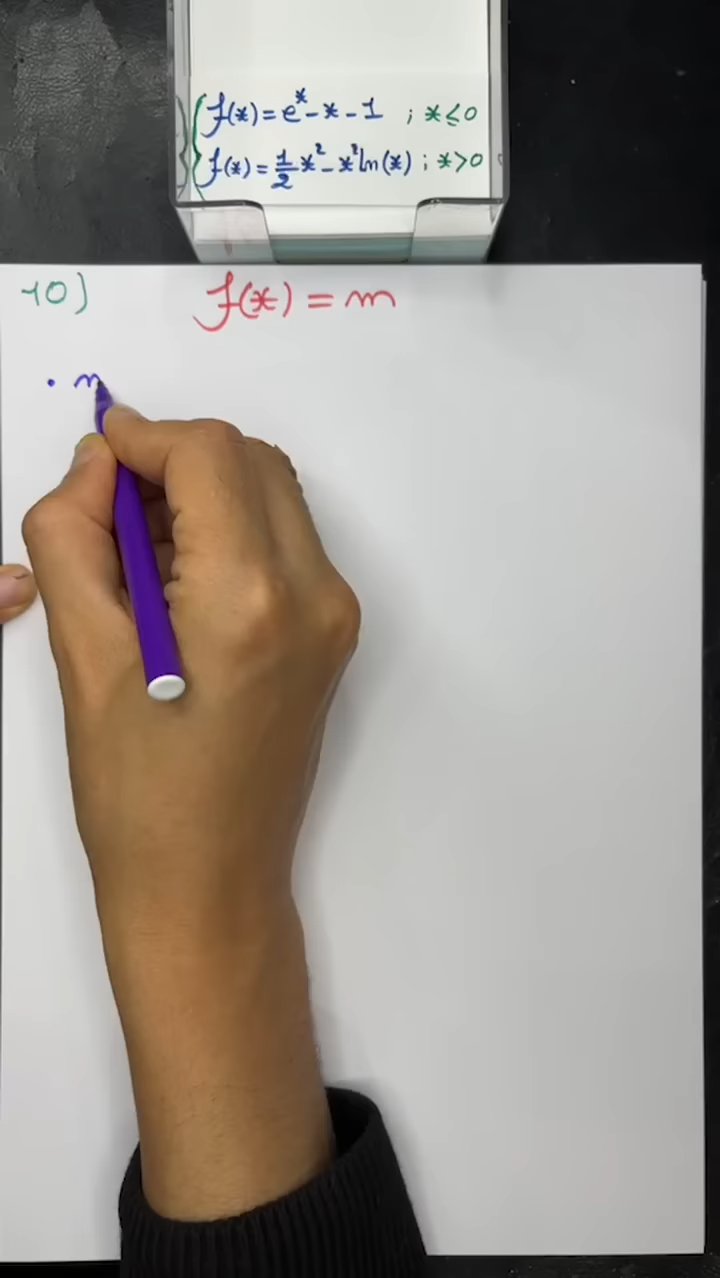 f(x) = e^x - x - 1 ; x ≤ 0
f(x) = 1/2 x² - x² ln(x) ; x > 0
10) f(x) = m
• m